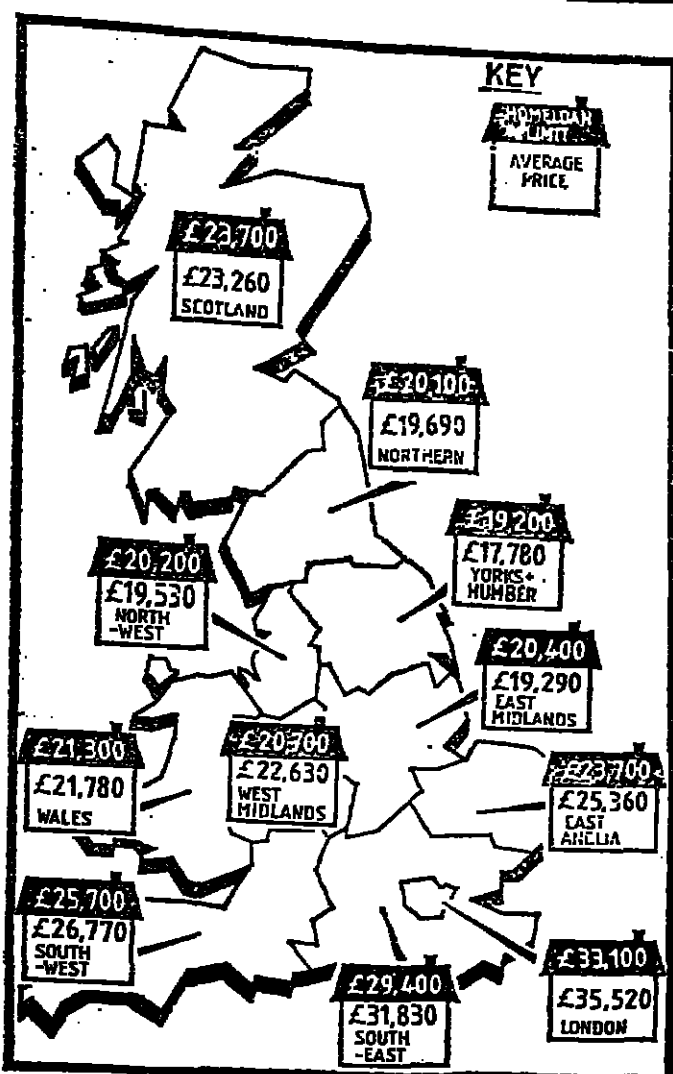 KEY
HOMELOAN
LIMIT
AVERAGE
PRICE
£23,700
£23,260
SCOTLAND
£20,100
£19,690
NORTHERN
£19,200
£17,780
YORKS+
HUMBER
£20,200
£19,530
NORTH
-WEST
£20,400
£19,290
EAST
MIDLANDS
£21,300
£21,780
WALES
£20,700
£22,630
WEST
MIDLANDS
£23,700
£25,360
EAST
ANGLIA
£25,700
£26,770
SOUTH
-WEST
£29,400
£31,830
SOUTH
-EAST
£33,100
£35,520
LONDON